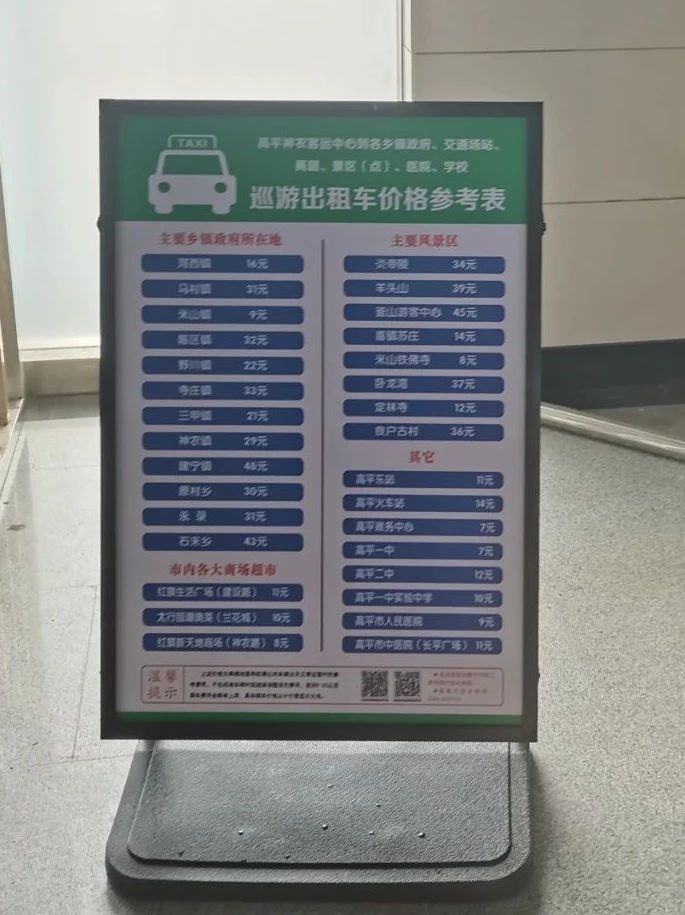 TAXI
高平神农客运中心到各乡镇政府、交通场站、
商圈、景区（点）、医院、学校
巡游出租车价格参考表
主要乡镇政府所在地
河西镇 16元
马村镇 31元
米山镇 9元
陈区镇 32元
野川镇 22元
寺庄镇 33元
三甲镇 21元
神农镇 29元
建宁镇 48元
原村乡 30元
永录 31元
石末乡 43元
市内各大商场超市
红旗生活广场（建设路） 11元
太行国潮奥莱（兰花城） 10元
红旗新天地商场（神农路） 8元
主要风景区
炎帝陵 34元
羊头山 39元
釜山游客中心 45元
喜镇苏庄 14元
米山铁佛寺 8元
卧龙湾 37元
定林寺 12元
良户古村 36元
其它
高平东站 11元
高平火车站 14元
高平政务中心 7元
高平一中 7元
高平二中 12元
高平一中实验中学 10元
高平市人民医院 9元
高平市中医院（长平广场） 11元
温馨
提示